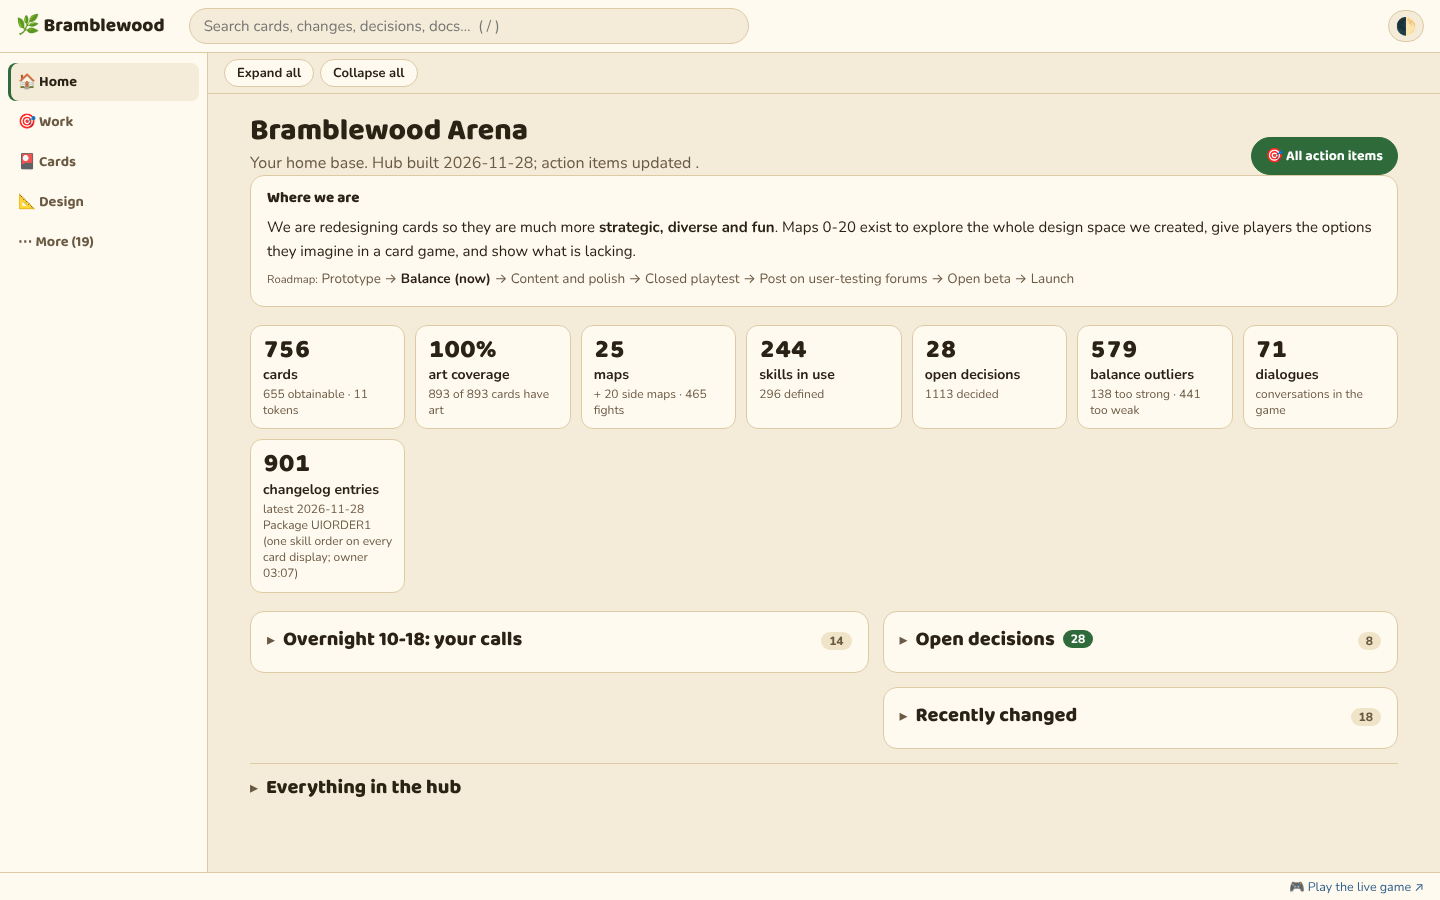 Bramblewood
Search cards, changes, decisions, docs... ( / )
Home
Work
Cards
Design
··· More (19)
Expand all
Collapse all
Bramblewood Arena
Your home base. Hub built 2026-11-28; action items updated .
All action items
Where we are
We are redesigning cards so they are much more strategic, diverse and fun. Maps 0-20 exist to explore the whole design space we created, give players the options
they imagine in a card game, and show what is lacking.
Roadmap: Prototype → Balance (now) → Content and polish → Closed playtest → Post on user-testing forums → Open beta → Launch
756
cards
655 obtainable · 11
tokens
100%
art coverage
893 of 893 cards have
art
25
maps
+ 20 side maps · 465
fights
244
skills in use
296 defined
28
open decisions
1113 decided
579
balance outliers
138 too strong · 441
too weak
71
dialogues
conversations in the
game
901
changelog entries
latest 2026-11-28
Package UIORDER1
(one skill order on every
card display; owner
03:07)
▸ Overnight 10-18: your calls 14
▸ Open decisions 28 8
▸ Recently changed 18
▸ Everything in the hub
Play the live game ↗